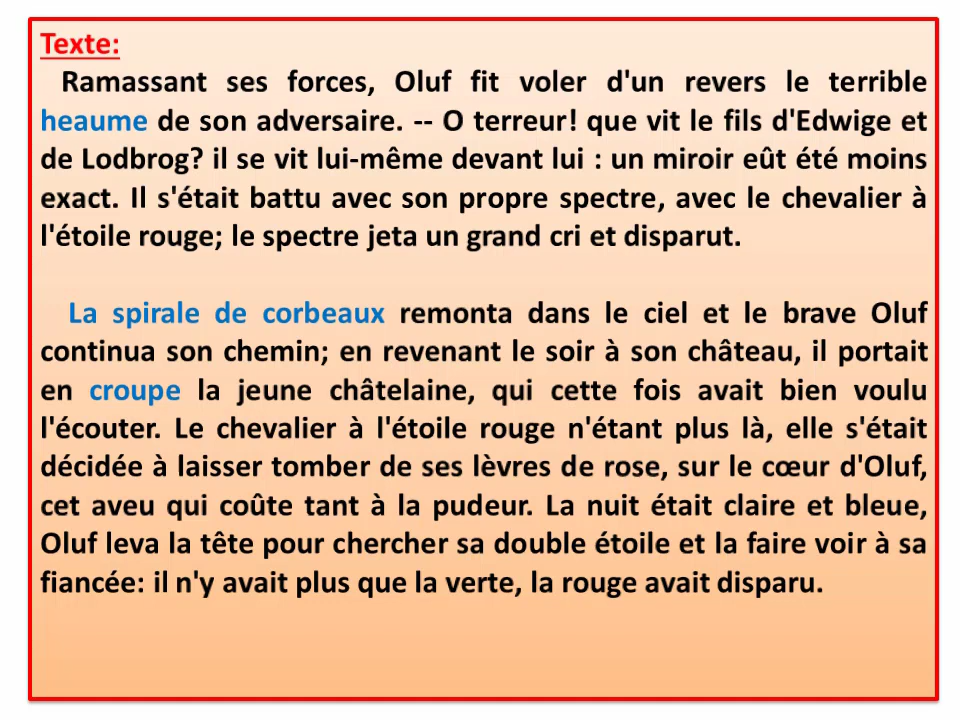 Texte:
Ramassant ses forces, Oluf fit voler d'un revers le terrible
heaume de son adversaire. -- O terreur! que vit le fils d'Edwige et
de Lodbrog? il se vit lui-même devant lui : un miroir eût été moins
exact. Il s'était battu avec son propre spectre, avec le chevalier à
l'étoile rouge; le spectre jeta un grand cri et disparut.
La spirale de corbeaux remonta dans le ciel et le brave Oluf
continua son chemin; en revenant le soir à son château, il portait
en croupe la jeune châtelaine, qui cette fois avait bien voulu
l'écouter. Le chevalier à l'étoile rouge n'étant plus là, elle s'était
décidée à laisser tomber de ses lèvres de rose, sur le cœur d'Oluf,
cet aveu qui coûte tant à la pudeur. La nuit était claire et bleue,
Oluf leva la tête pour chercher sa double étoile et la faire voir à sa
fiancée: il n'y avait plus que la verte, la rouge avait disparu.